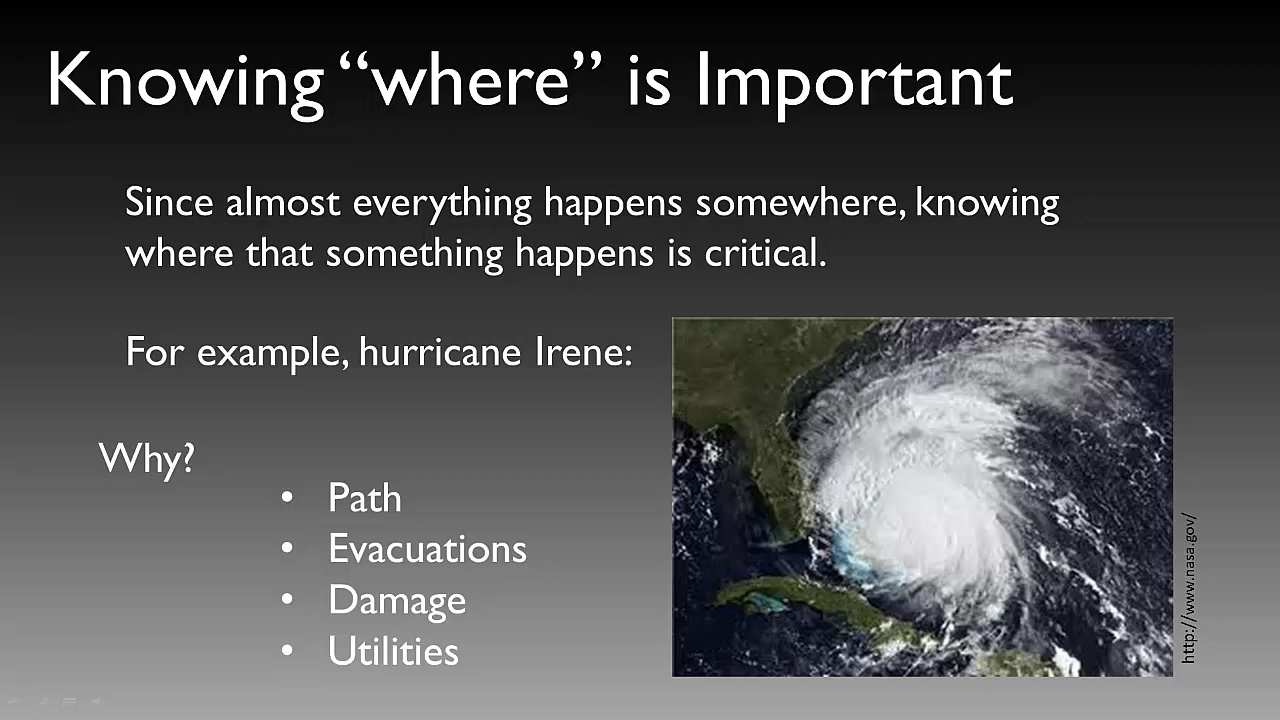 Knowing “where” is Important
Since almost everything happens somewhere, knowing
where that something happens is critical.
For example, hurricane Irene:
Why?
• Path
• Evacuations
• Damage
• Utilities
http://www.nasa.gov/